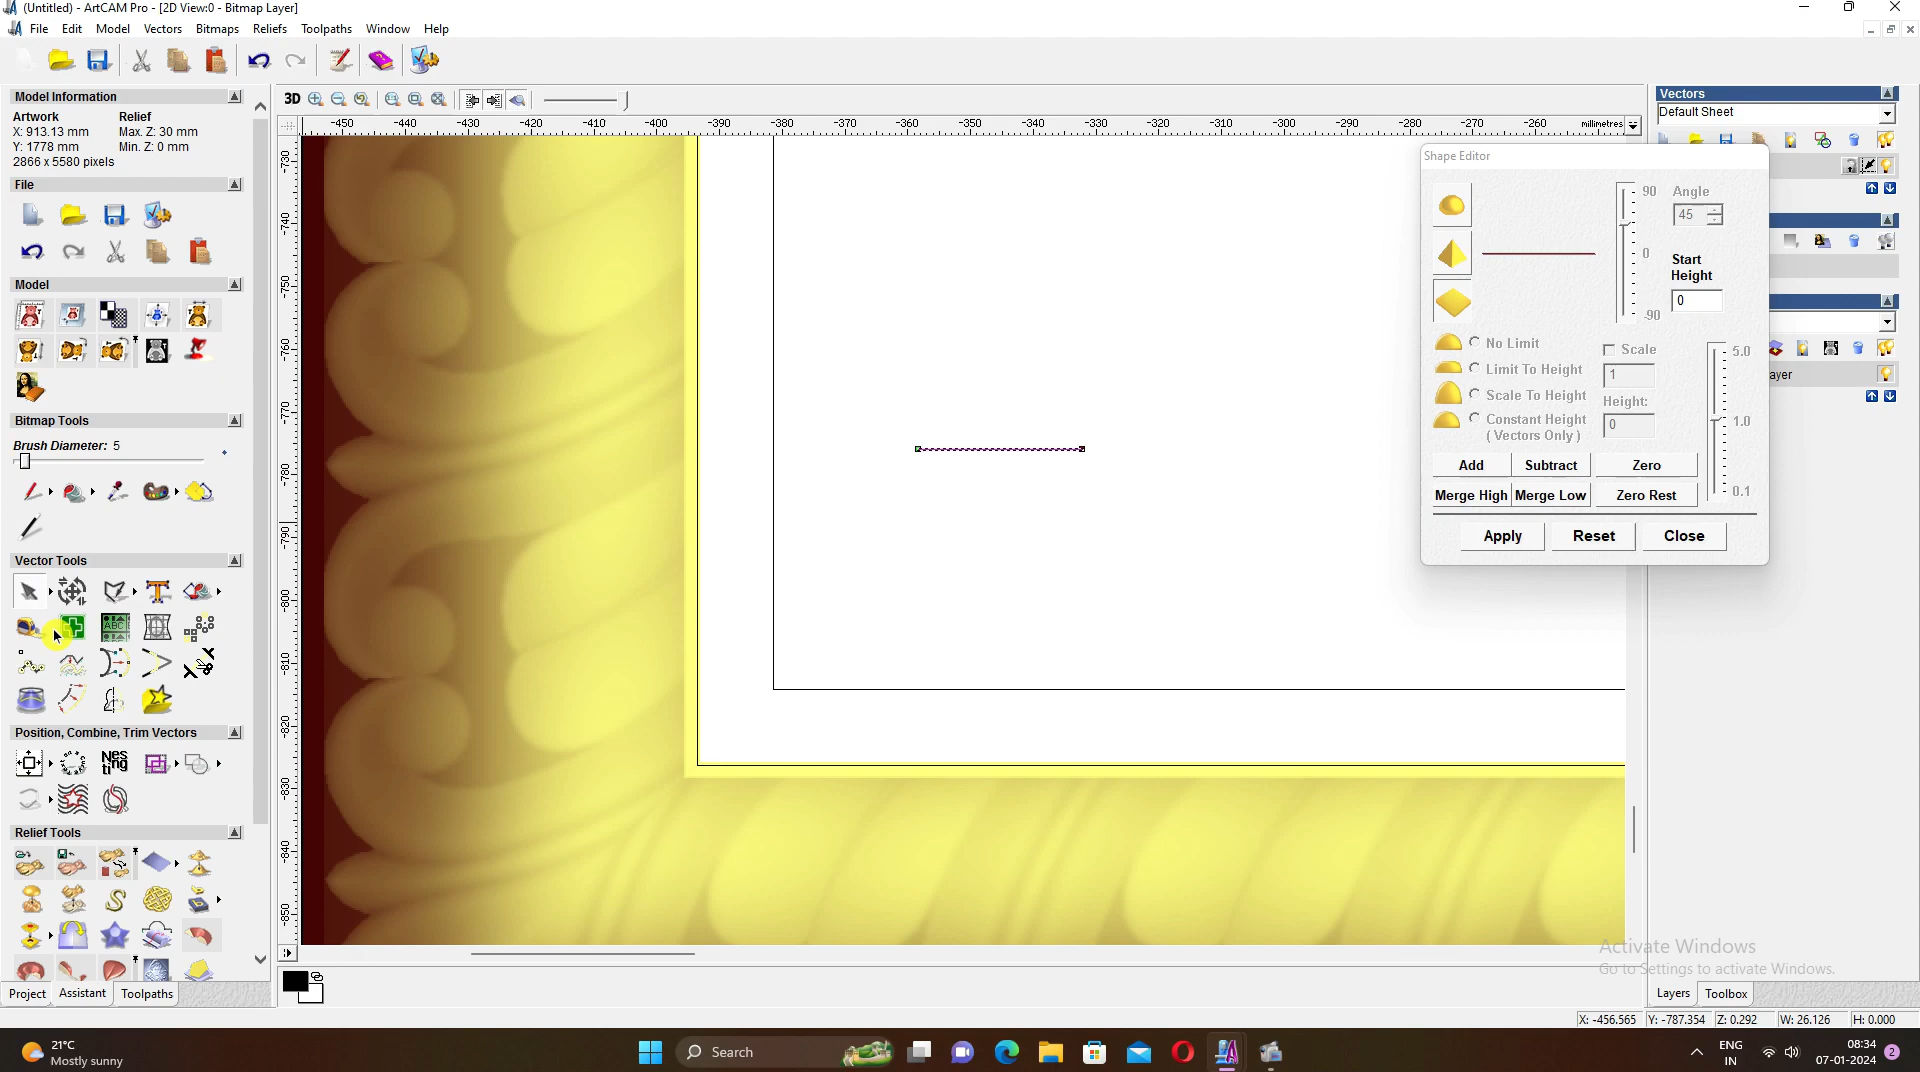 (Untitled) - ArtCAM Pro - [2D View:0 - Bitmap Layer]
File Edit Model Vectors Bitmaps Reliefs Toolpaths Window Help
Model Information
Artwork Relief
X: 913.13 mm Max. Z: 30 mm
Y: 1778 mm Min. Z: 0 mm
2866 x 5580 pixels
File
Model
Bitmap Tools
Brush Diameter: 5
Vector Tools
ABC
Position, Combine, Trim Vectors
Nes
ting
Relief Tools
Project Assistant Toolpaths
3D
-450 -440 -430 -420 -410 -400 -390 -380 -370 -360 -350 -340 -330 -320 -310 -300 -290 -280 -270 -260 millimetres
-730
-740
-750
-760
-770
-780
-790
-800
-810
-820
-830
-840
-850
Vectors
Default Sheet
Shape Editor
90 Angle
45
0 Start
Height
0
-90
No Limit Scale 5.0
Limit To Height 1
Scale To Height Height:
Constant Height 0 1.0
( Vectors Only )
Add Subtract Zero
Merge High Merge Low Zero Rest 0.1
Apply Reset Close
ayer
Activate Windows
Go to Settings to activate Windows.
Layers Toolbox
X: -456.565 Y: -787.354 Z: 0.292 W: 26.126 H: 0.000
21°C
Mostly sunny
Search
ENG
IN
08:34
07-01-2024
2